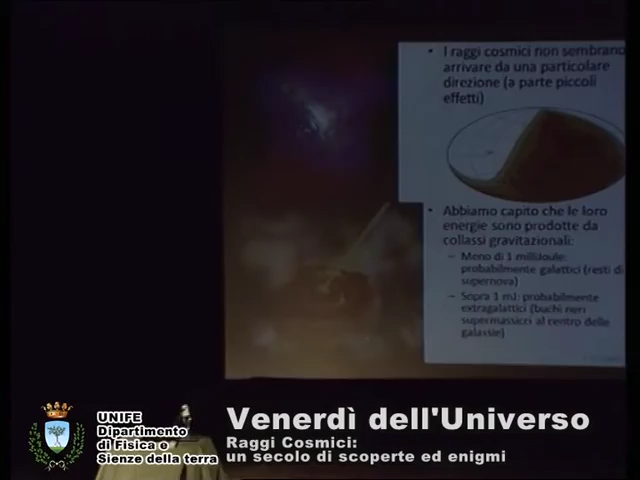 • I raggi cosmici non sembrano
arrivare da una particolare
direzione (a parte piccoli
effetti)
• Abbiamo capito che le loro
energie sono prodotte da
collassi gravitazionali:
– Meno di 1 milliJoule:
probabilmente galattici (resti di
supernova)
– Sopra 1 mJ: probabilmente
extragalattici (buchi neri
supermassicci al centro delle
galassie)
UNIFE
Dipartimento
di Fisica e
Sienze della terra
Venerdì dell'Universo
Raggi Cosmici:
un secolo di scoperte ed enigmi